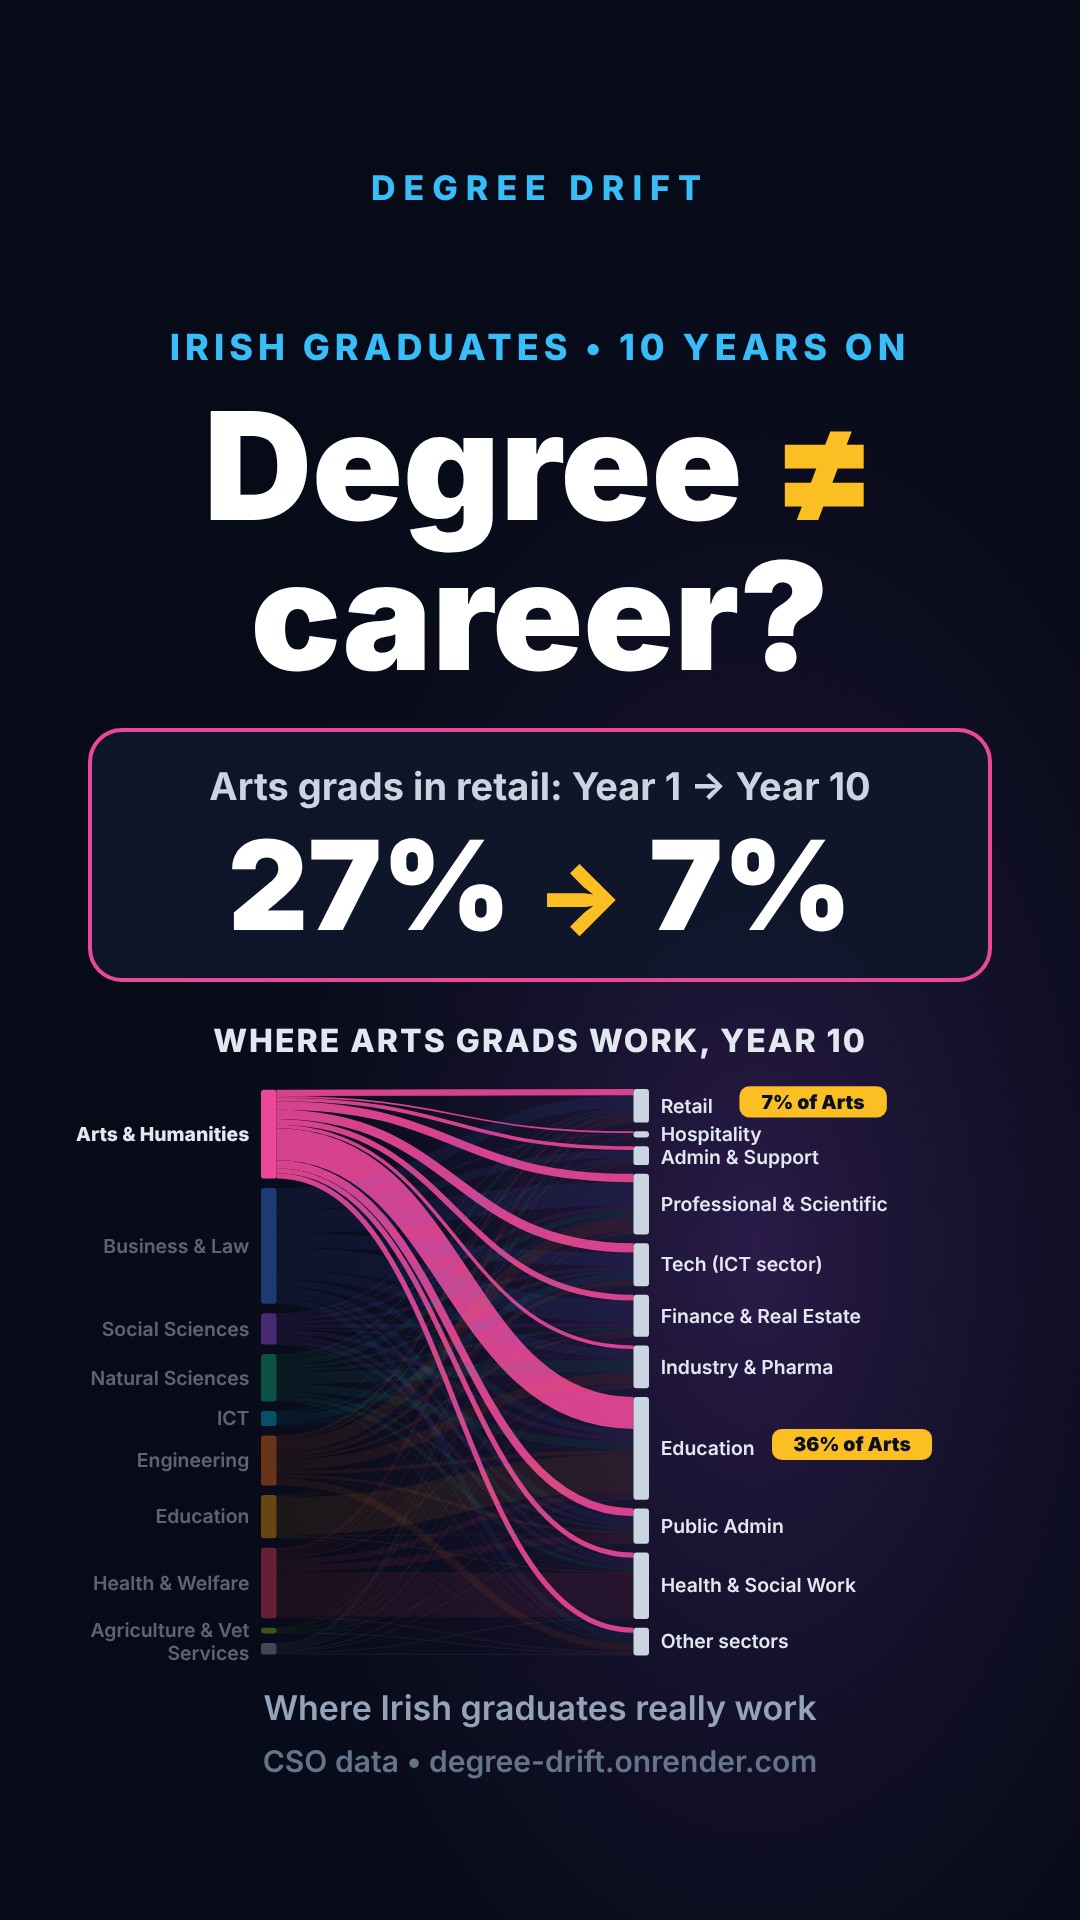 DEGREE DRIFT
IRISH GRADUATES • 10 YEARS ON
Degree ≠
career?
Arts grads in retail: Year 1 → Year 10
27% → 7%
WHERE ARTS GRADS WORK, YEAR 10
Arts & Humanities
Business & Law
Social Sciences
Natural Sciences
ICT
Engineering
Education
Health & Welfare
Agriculture & Vet
Services
Retail 7% of Arts
Hospitality
Admin & Support
Professional & Scientific
Tech (ICT sector)
Finance & Real Estate
Industry & Pharma
Education 36% of Arts
Public Admin
Health & Social Work
Other sectors
Where Irish graduates really work
CSO data • degree-drift.onrender.com